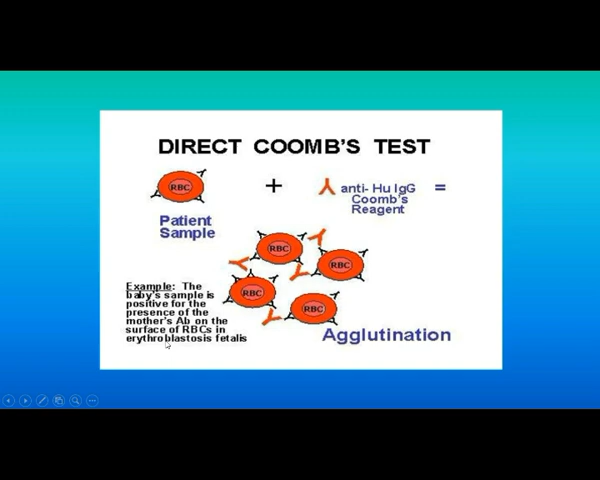 DIRECT COOMB'S TEST
RBC
+
anti- Hu IgG
Coomb's
Reagent
=
Patient
Sample
RBC
RBC
RBC
RBC
Example: The
baby's sample is
positive for the
presence of the
mother's Ab on the
surface of RBCs in
erythroblastosis fetalis
Agglutination